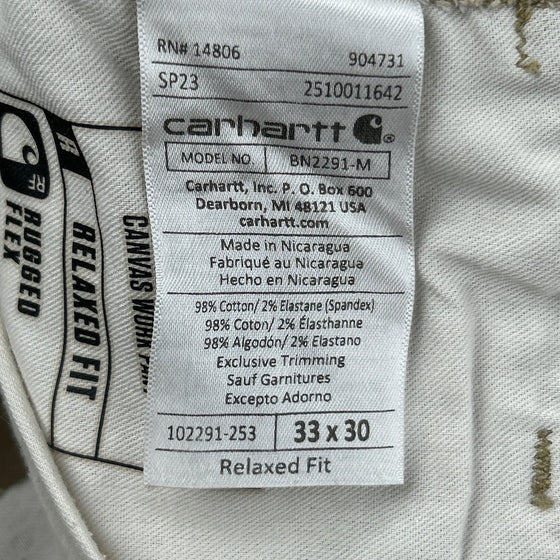 RN# 14806 904731
SP23 2510011642
carhartt ®
MODEL NO. BN2291-M
Carhartt, Inc. P. O. Box 600
Dearborn, MI 48121 USA
carhartt.com
Made in Nicaragua
Fabriqué au Nicaragua
Hecho en Nicaragua
98% Cotton/ 2% Elastane (Spandex)
98% Coton/ 2% Élasthanne
98% Algodón/ 2% Elastano
Exclusive Trimming
Sauf Garnitures
Excepto Adorno
102291-253 33 x 30
Relaxed Fit
#
RF RUGGED
FLEX
RELAXED FIT
CANVAS WORK